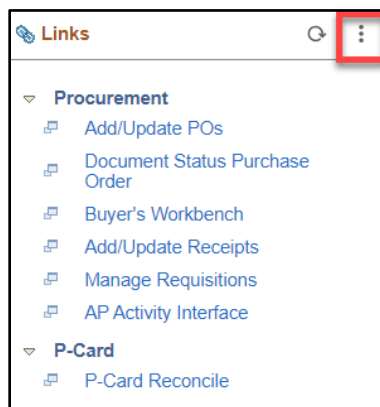 Links
Procurement
Add/Update POs
Document Status Purchase
Order
Buyer's Workbench
Add/Update Receipts
Manage Requisitions
AP Activity Interface
P-Card
P-Card Reconcile